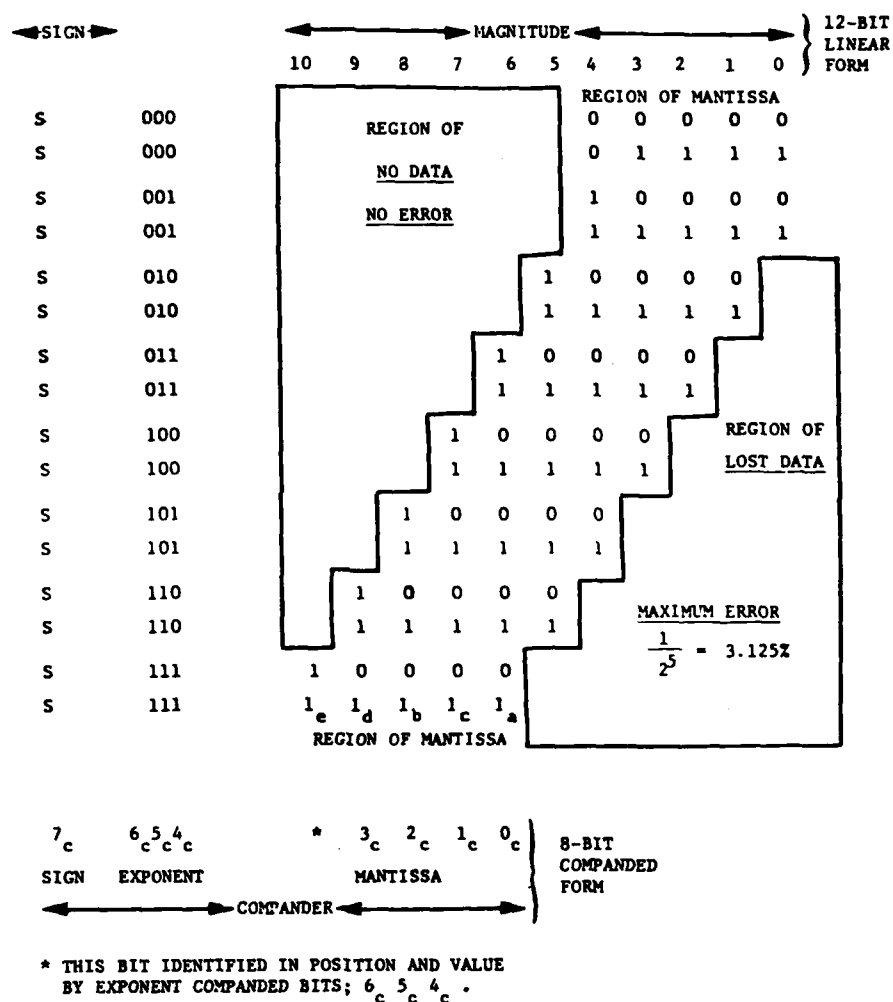 SIGN MAGNITUDE 12-BIT LINEAR FORM
10 9 8 7 6 5 4 3 2 1 0
REGION OF MANTISSA
S 000 0 0 0 0 0
REGION OF
S 000 0 1 1 1 1
NO DATA
S 001 1 0 0 0 0
NO ERROR
S 001 1 1 1 1 1
S 010 1 0 0 0 0
S 010 1 1 1 1 1
S 011 1 0 0 0 0
S 011 1 1 1 1 1
S 100 1 0 0 0 0 REGION OF
S 100 1 1 1 1 1 LOST DATA
S 101 1 0 0 0 0
S 101 1 1 1 1 1
S 110 1 0 0 0 0
MAXIMUM ERROR
S 110 1 1 1 1 1
1/2^5 = 3.125%
S 111 1 0 0 0 0
S 111 1e 1d 1b 1c 1a
REGION OF MANTISSA
7c 6c5c4c * 3c 2c 1c 0c 8-BIT
COMPANDED
SIGN EXPONENT MANTISSA
FORM
COMPANDER
* THIS BIT IDENTIFIED IN POSITION AND VALUE
BY EXPONENT COMPANDED BITS; 6c 5c 4c .